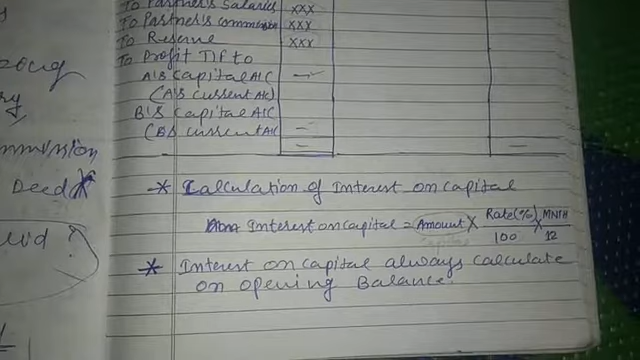 To Partner's Salaries xxx
To Partner's commission xxx
To Reserve xxx
To Profit Tf to
A's Capital A/C
(A's current A/c)
B's Capital A/C
(B's current A/c
* Calculation of Interest on capital
Interest on capital = Amount × Rate(%)/100 × MNTH/12
* Interest on capital always calculate
on opening Balance.
ry
Deed